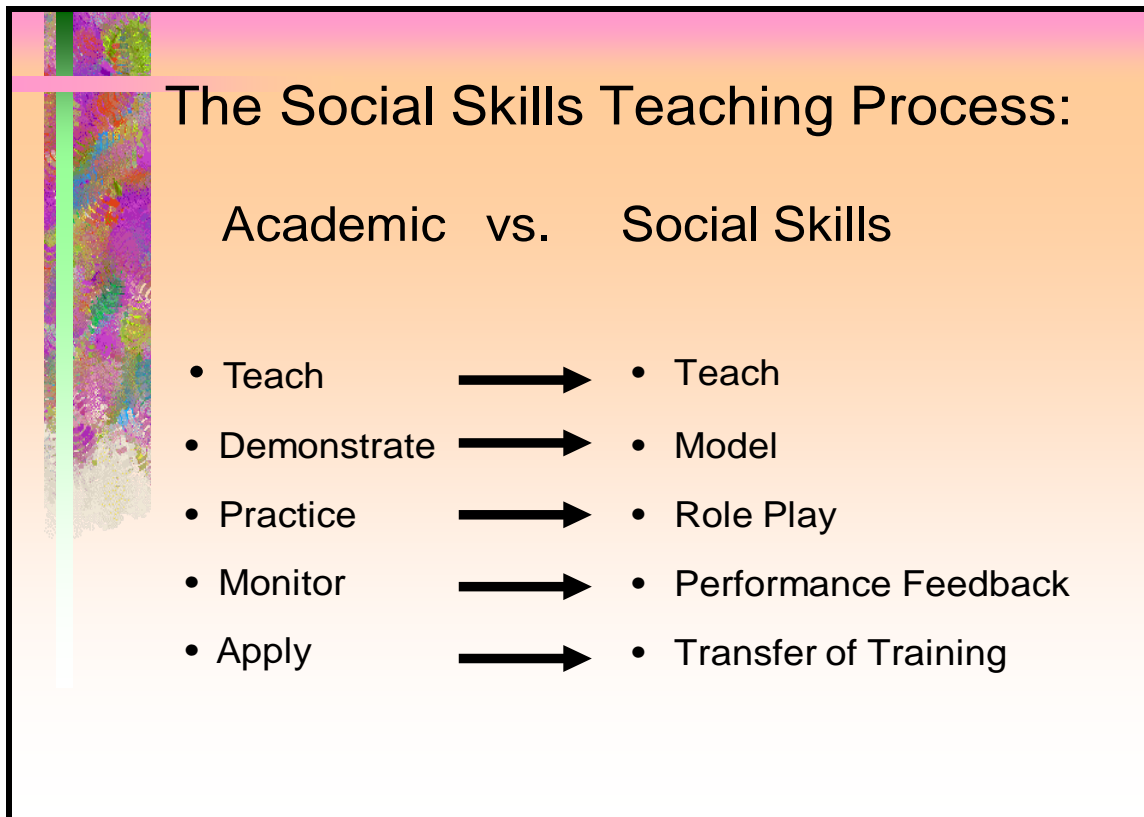 The Social Skills Teaching Process:
Academic vs. Social Skills
• Teach • Teach
• Demonstrate • Model
• Practice • Role Play
• Monitor • Performance Feedback
• Apply • Transfer of Training